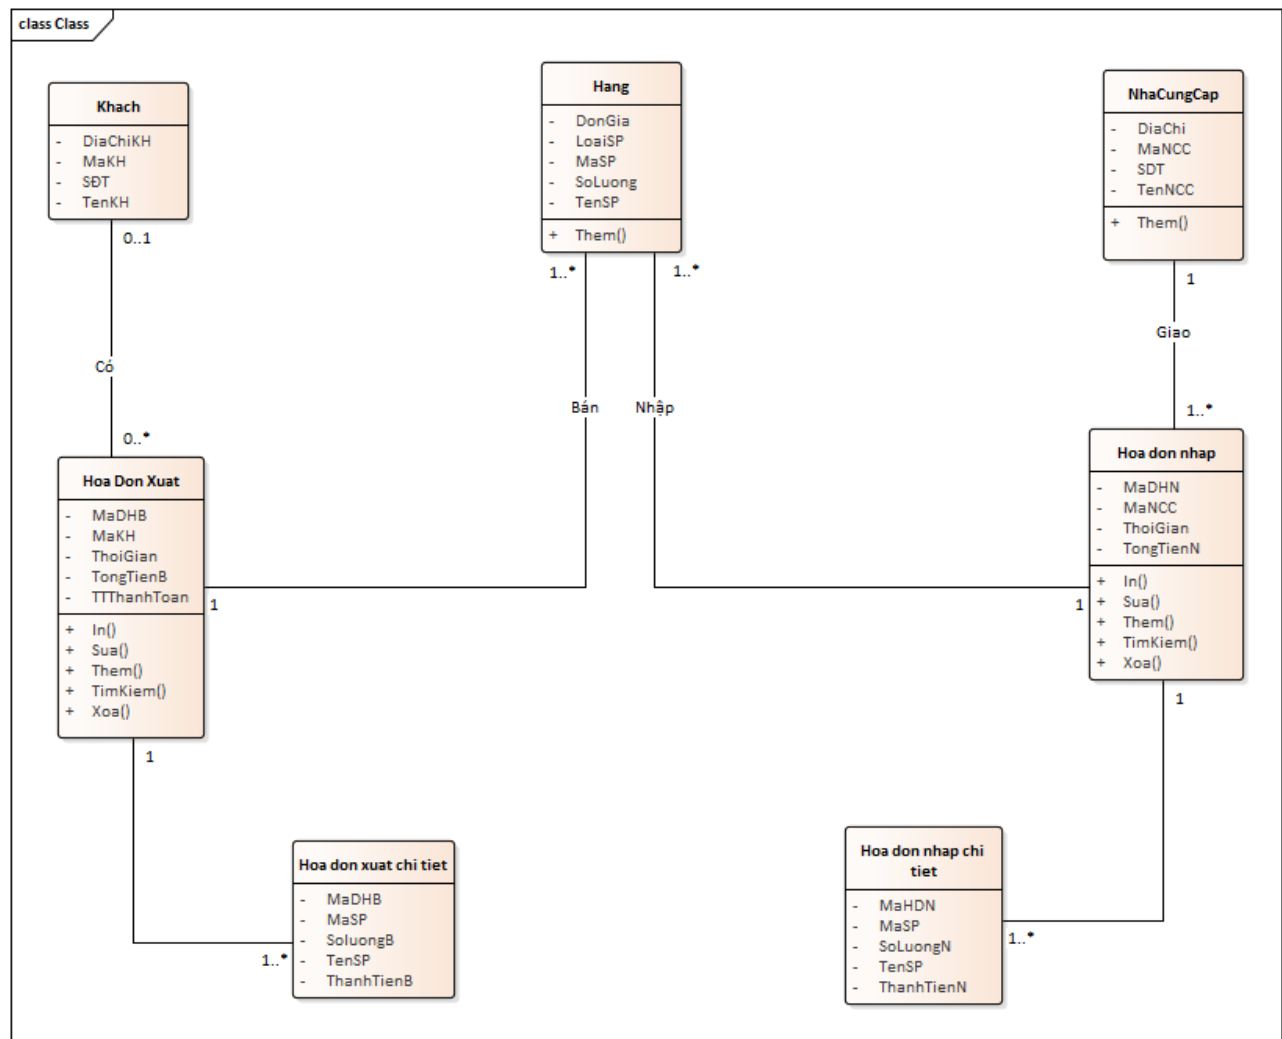 class Class
Khach
- DiaChiKH
- MaKH
- SĐT
- TenKH
0..1
Có
0..*
Hang
- DonGia
- LoaiSP
- MaSP
- SoLuong
- TenSP
+ Them()
1..*
1..*
Bán
Nhập
NhaCungCap
- DiaChi
- MaNCC
- SDT
- TenNCC
+ Them()
1
Giao
1..*
Hoa Don Xuat
- MaDHB
- MaKH
- ThoiGian
- TongTienB
- TTThanhToan
+ In()
+ Sua()
+ Them()
+ TimKiem()
+ Xoa()
1
1
Hoa don nhap
- MaDHN
- MaNCC
- ThoiGian
- TongTienN
+ In()
+ Sua()
+ Them()
+ TimKiem()
+ Xoa()
1
1
Hoa don xuat chi tiet
- MaDHB
- MaSP
- SoluongB
- TenSP
- ThanhTienB
1..*
Hoa don nhap chi
tiet
- MaHDN
- MaSP
- SoLuongN
- TenSP
- ThanhTienN
1..*